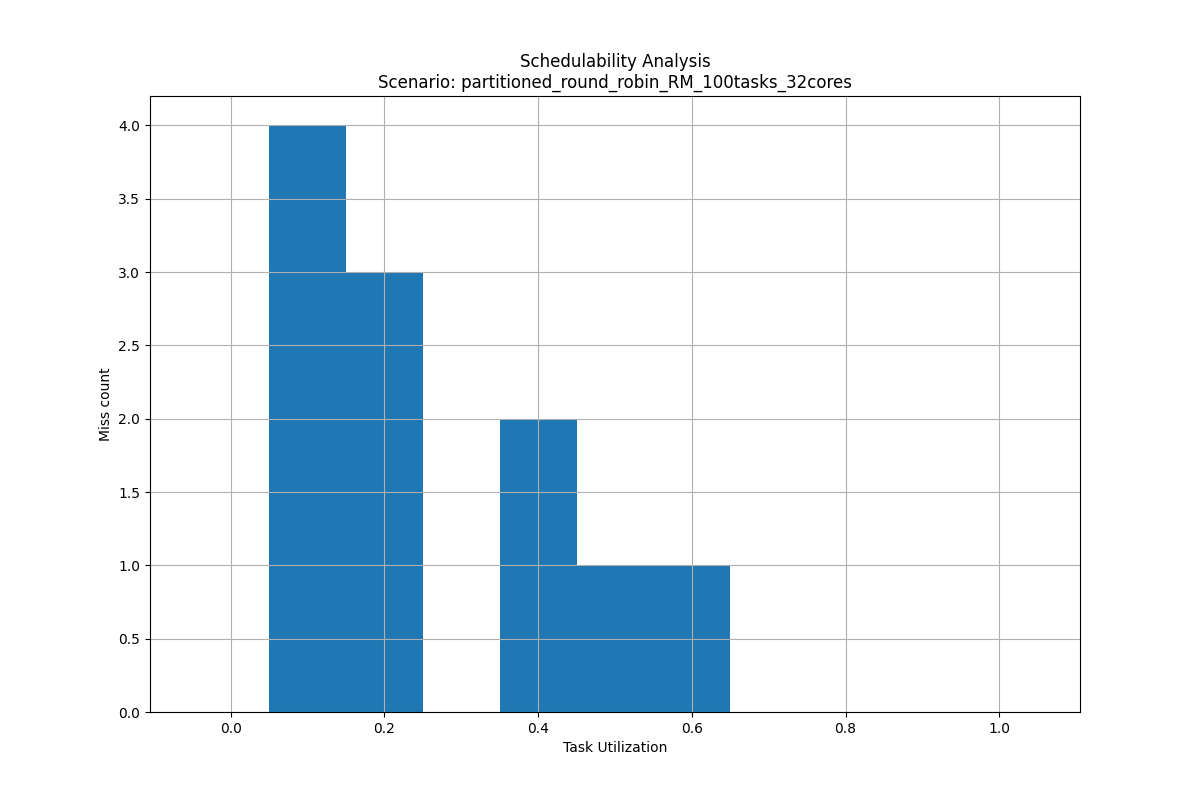 Schedulability Analysis
Scenario: partitioned_round_robin_RM_100tasks_32cores
4.0
3.5
3.0
2.5
2.0
1.5
1.0
0.5
0.0
Miss count
0.0 0.2 0.4 0.6 0.8 1.0
Task Utilization